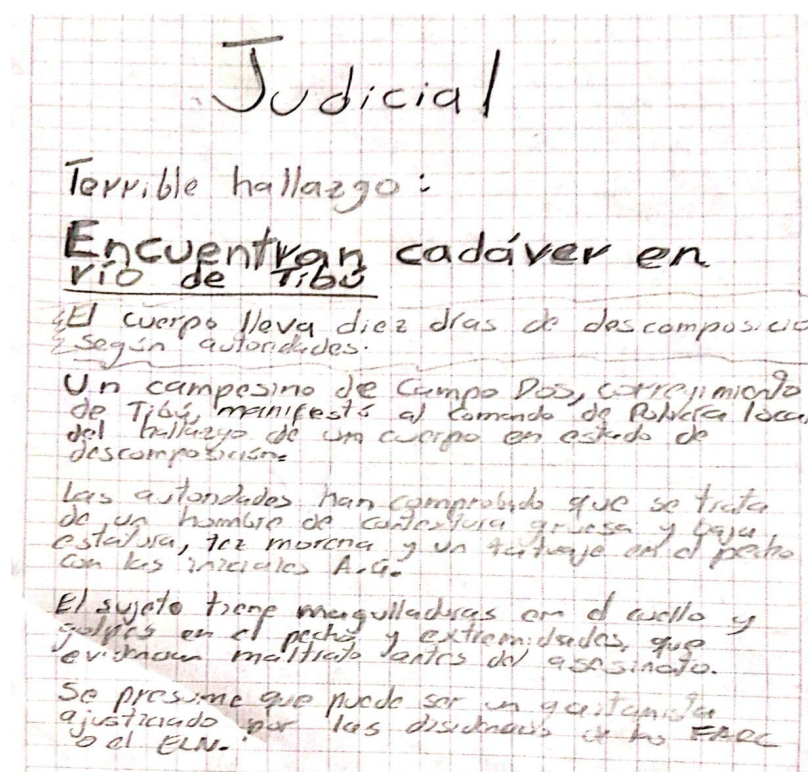 Judicial
Terrible hallazgo:
Encuentran cadáver en
río de Tibú
El cuerpo lleva diez días de descomposició
según autoridades.
Un campesino de Campo Dos, corregimiento
de Tibú, manifestó al comando de Policía local
del hallazgo de un cuerpo en estado de
descomposición.
Las autoridades han comprobado que se trata
de un hombre de contextura gruesa y baja
estatura, tez morena y un tatuaje en el pecho
con las iniciales A.G.
El sujeto tiene magulladuras en el cuello y
golpes en el pecho y extremidades, que
evidencian maltrato antes del asesinato.
Se presume que puede ser un gaitanista
ajusticiado por las disidencias de las FARC
o el ELN.